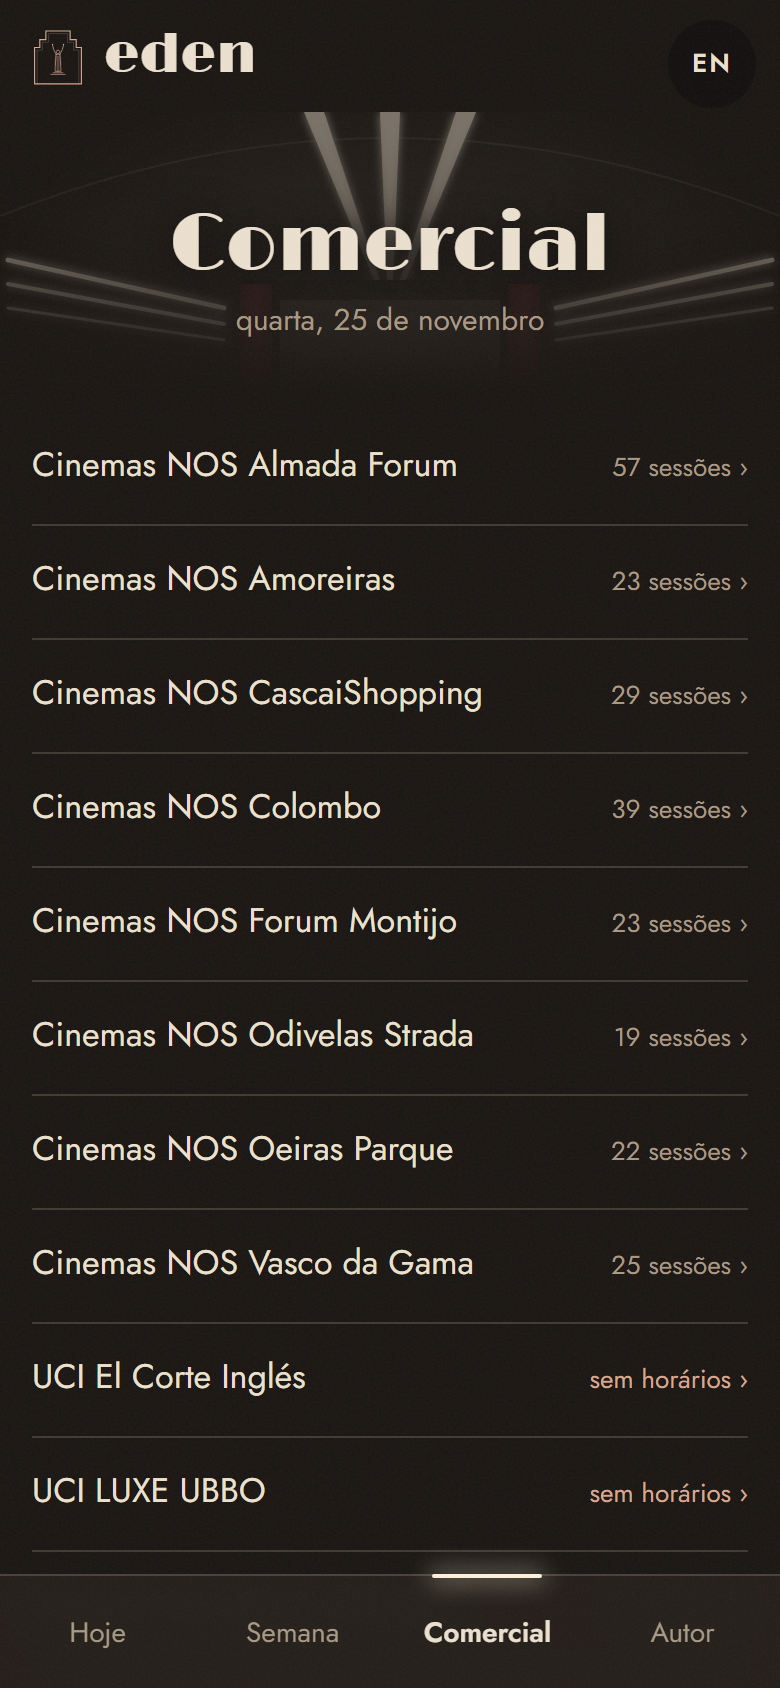 eden
EN
Comercial
quarta, 25 de novembro
Cinemas NOS Almada Forum 57 sessões ›
Cinemas NOS Amoreiras 23 sessões ›
Cinemas NOS CascaiShopping 29 sessões ›
Cinemas NOS Colombo 39 sessões ›
Cinemas NOS Forum Montijo 23 sessões ›
Cinemas NOS Odivelas Strada 19 sessões ›
Cinemas NOS Oeiras Parque 22 sessões ›
Cinemas NOS Vasco da Gama 25 sessões ›
UCI El Corte Inglés sem horários ›
UCI LUXE UBBO sem horários ›
Hoje Semana Comercial Autor